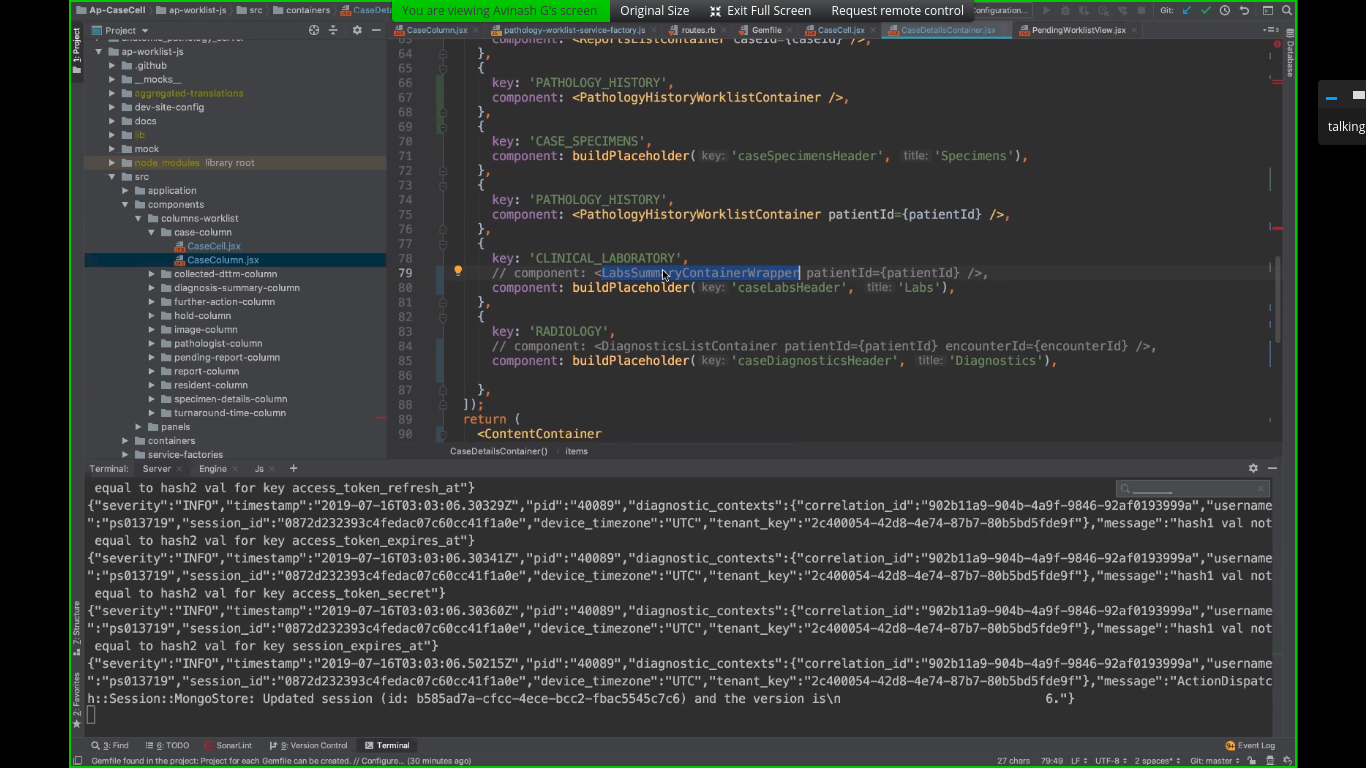 You are viewing Avinash G's screen
Original Size
Exit Full Screen
Request remote control
Ap-CaseCell
ap-worklist-js
src
containers
Git:
Project
CaseColumn.jsx
pathology-worklist-service-factory.js
routes.rb
Gemfile
CaseCell.jsx
CaseDetailsContainer.jsx
PendingWorklistView.jsx
1: Project
Database
talking
ap-worklist-js
.github
__mocks__
aggregated-translations
dev-site-config
docs
lib
mock
node_modules library root
src
application
components
columns-worklist
case-column
CaseCell.jsx
CaseColumn.jsx
collected-dttm-column
diagnosis-summary-column
further-action-column
hold-column
image-column
pathologist-column
pending-report-column
report-column
resident-column
specimen-details-column
turnaround-time-column
panels
containers
service-factories
64 },
65 {
66 key: 'PATHOLOGY_HISTORY',
67 component: <PathologyHistoryWorklistContainer />,
68 },
69 {
70 key: 'CASE_SPECIMENS',
71 component: buildPlaceholder( key: 'caseSpecimensHeader', title: 'Specimens'),
72 },
73 {
74 key: 'PATHOLOGY_HISTORY',
75 component: <PathologyHistoryWorklistContainer patientId={patientId} />,
76 },
77 {
78 key: 'CLINICAL_LABORATORY',
79 // component: <LabsSummaryContainerWrapper patientId={patientId} />,
80 component: buildPlaceholder( key: 'caseLabsHeader', title: 'Labs'),
81 },
82 {
83 key: 'RADIOLOGY',
84 // component: <DiagnosticsListContainer patientId={patientId} encounterId={encounterId} />,
85 component: buildPlaceholder( key: 'caseDiagnosticsHeader', title: 'Diagnostics'),
86
87 },
88 ]);
89 return (
90 <ContentContainer
CaseDetailsContainer() items
Terminal: Server Engine Js +
equal to hash2 val for key access_token_refresh_at"}
{"severity":"INFO","timestamp":"2019-07-16T03:03:06.30329Z","pid":"40089","diagnostic_contexts":{"correlation_id":"902b11a9-904b-4a9f-9846-92af0193999a","username
":"ps013719","session_id":"0872d232393c4fedac07c60cc41f1a0e","device_timezone":"UTC","tenant_key":"2c400054-42d8-4e74-87b7-80b5bd5fde9f"},"message":"hash1 val not
equal to hash2 val for key access_token_expires_at"}
{"severity":"INFO","timestamp":"2019-07-16T03:03:06.30341Z","pid":"40089","diagnostic_contexts":{"correlation_id":"902b11a9-904b-4a9f-9846-92af0193999a","username
":"ps013719","session_id":"0872d232393c4fedac07c60cc41f1a0e","device_timezone":"UTC","tenant_key":"2c400054-42d8-4e74-87b7-80b5bd5fde9f"},"message":"hash1 val not
equal to hash2 val for key access_token_secret"}
{"severity":"INFO","timestamp":"2019-07-16T03:03:06.30360Z","pid":"40089","diagnostic_contexts":{"correlation_id":"902b11a9-904b-4a9f-9846-92af0193999a","username
":"ps013719","session_id":"0872d232393c4fedac07c60cc41f1a0e","device_timezone":"UTC","tenant_key":"2c400054-42d8-4e74-87b7-80b5bd5fde9f"},"message":"hash1 val not
equal to hash2 val for key session_expires_at"}
{"severity":"INFO","timestamp":"2019-07-16T03:03:06.50215Z","pid":"40089","diagnostic_contexts":{"correlation_id":"902b11a9-904b-4a9f-9846-92af0193999a","username
":"ps013719","session_id":"0872d232393c4fedac07c60cc41f1a0e","device_timezone":"UTC","tenant_key":"2c400054-42d8-4e74-87b7-80b5bd5fde9f"},"message":"ActionDispatc
h::Session::MongoStore: Updated session (id: b585ad7a-cfcc-4ece-bcc2-fbac5545c7c6) and the version is\n 6."}
7: Structure
2: Favorites
3: Find
6: TODO
SonarLint
9: Version Control
Terminal
Event Log
Gemfile found in the project: Project for each Gemfile can be created. // Configure... (30 minutes ago)
27 chars 79:49 LF UTF-8 2 spaces* Git: master